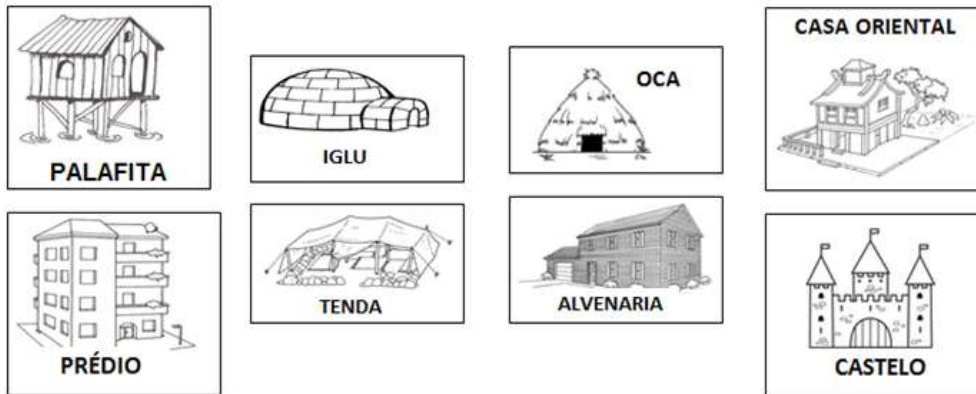 PALAFITA
IGLU
OCA
CASA ORIENTAL
PRÉDIO
TENDA
ALVENARIA
CASTELO